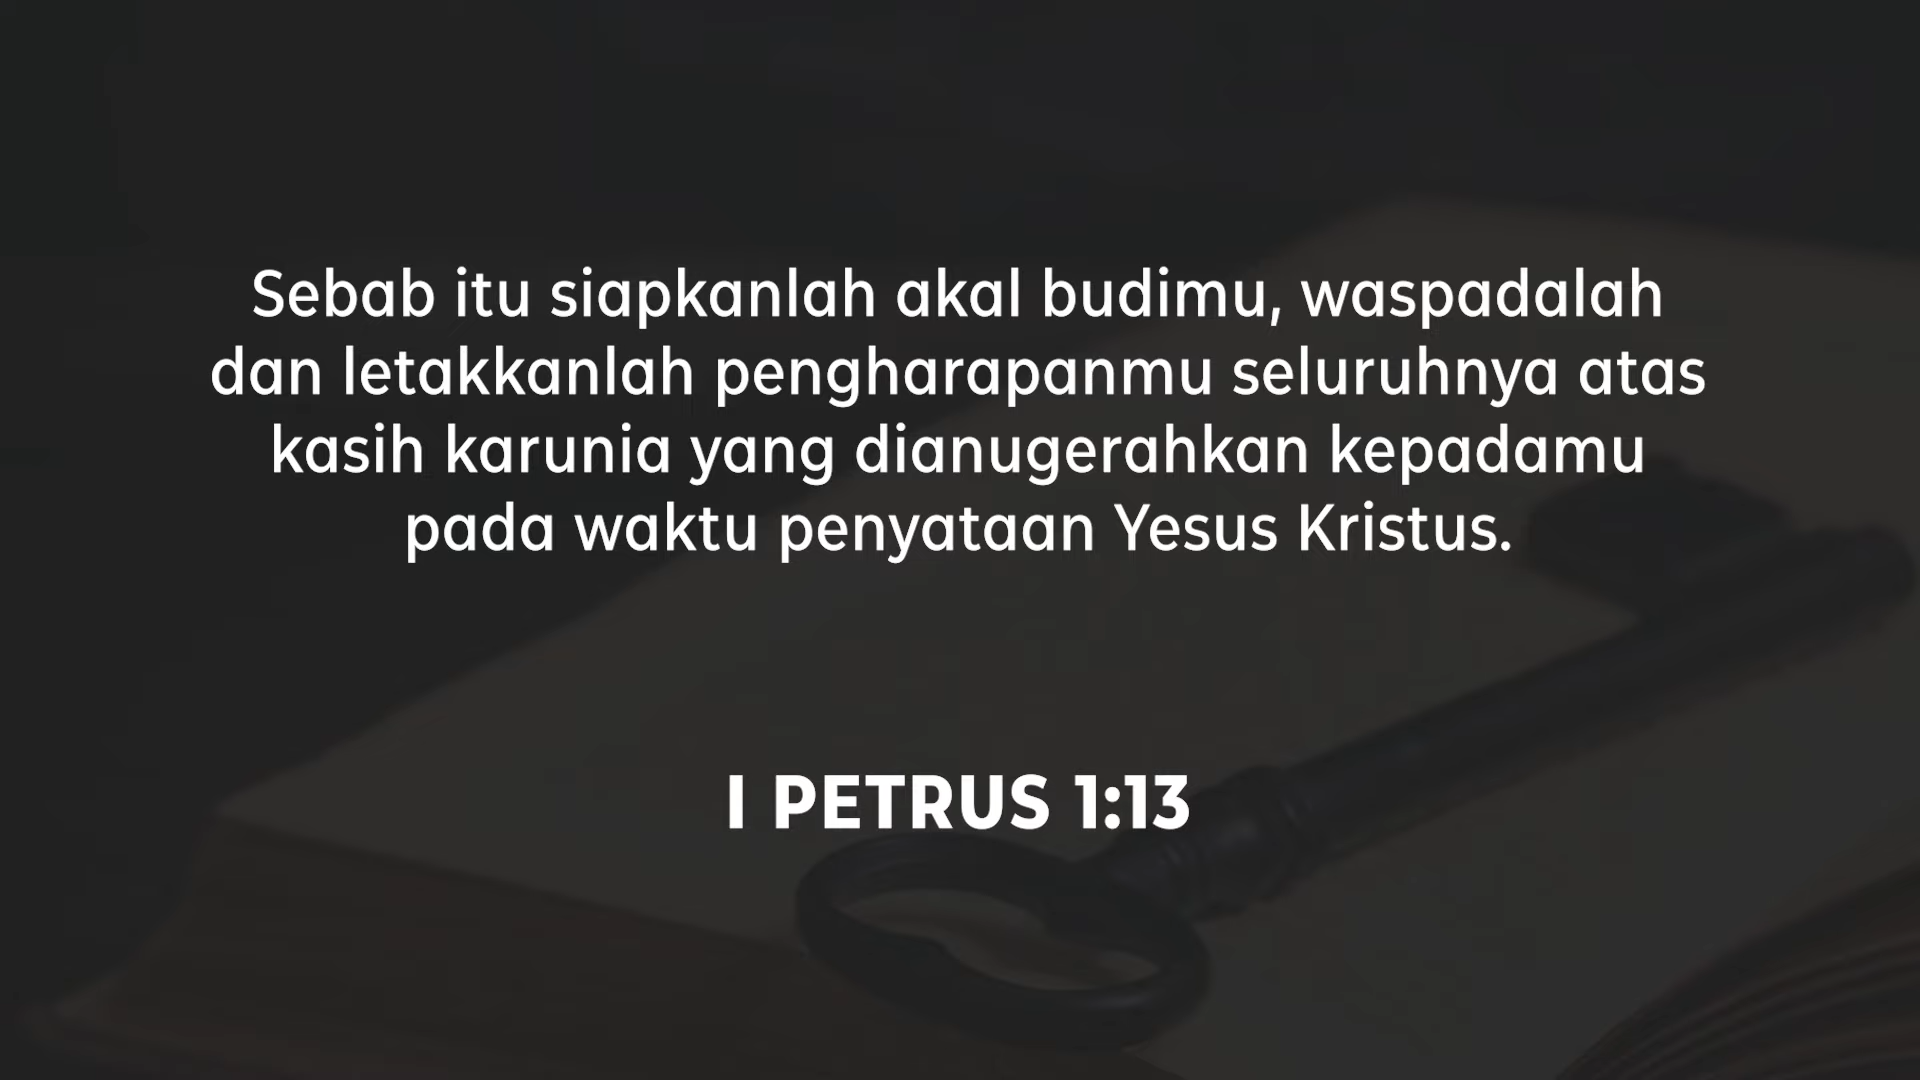 Sebab itu siapkanlah akal budimu, waspadalah
dan letakkanlah pengharapanmu seluruhnya atas
kasih karunia yang dianugerahkan kepadamu
pada waktu penyataan Yesus Kristus.
I PETRUS 1:13